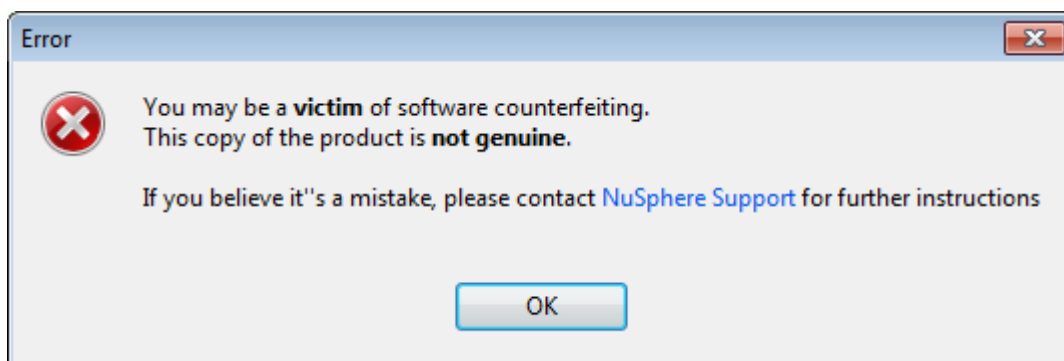 Error
You may be a victim of software counterfeiting.
This copy of the product is not genuine.
If you believe it''s a mistake, please contact NuSphere Support for further instructions
OK